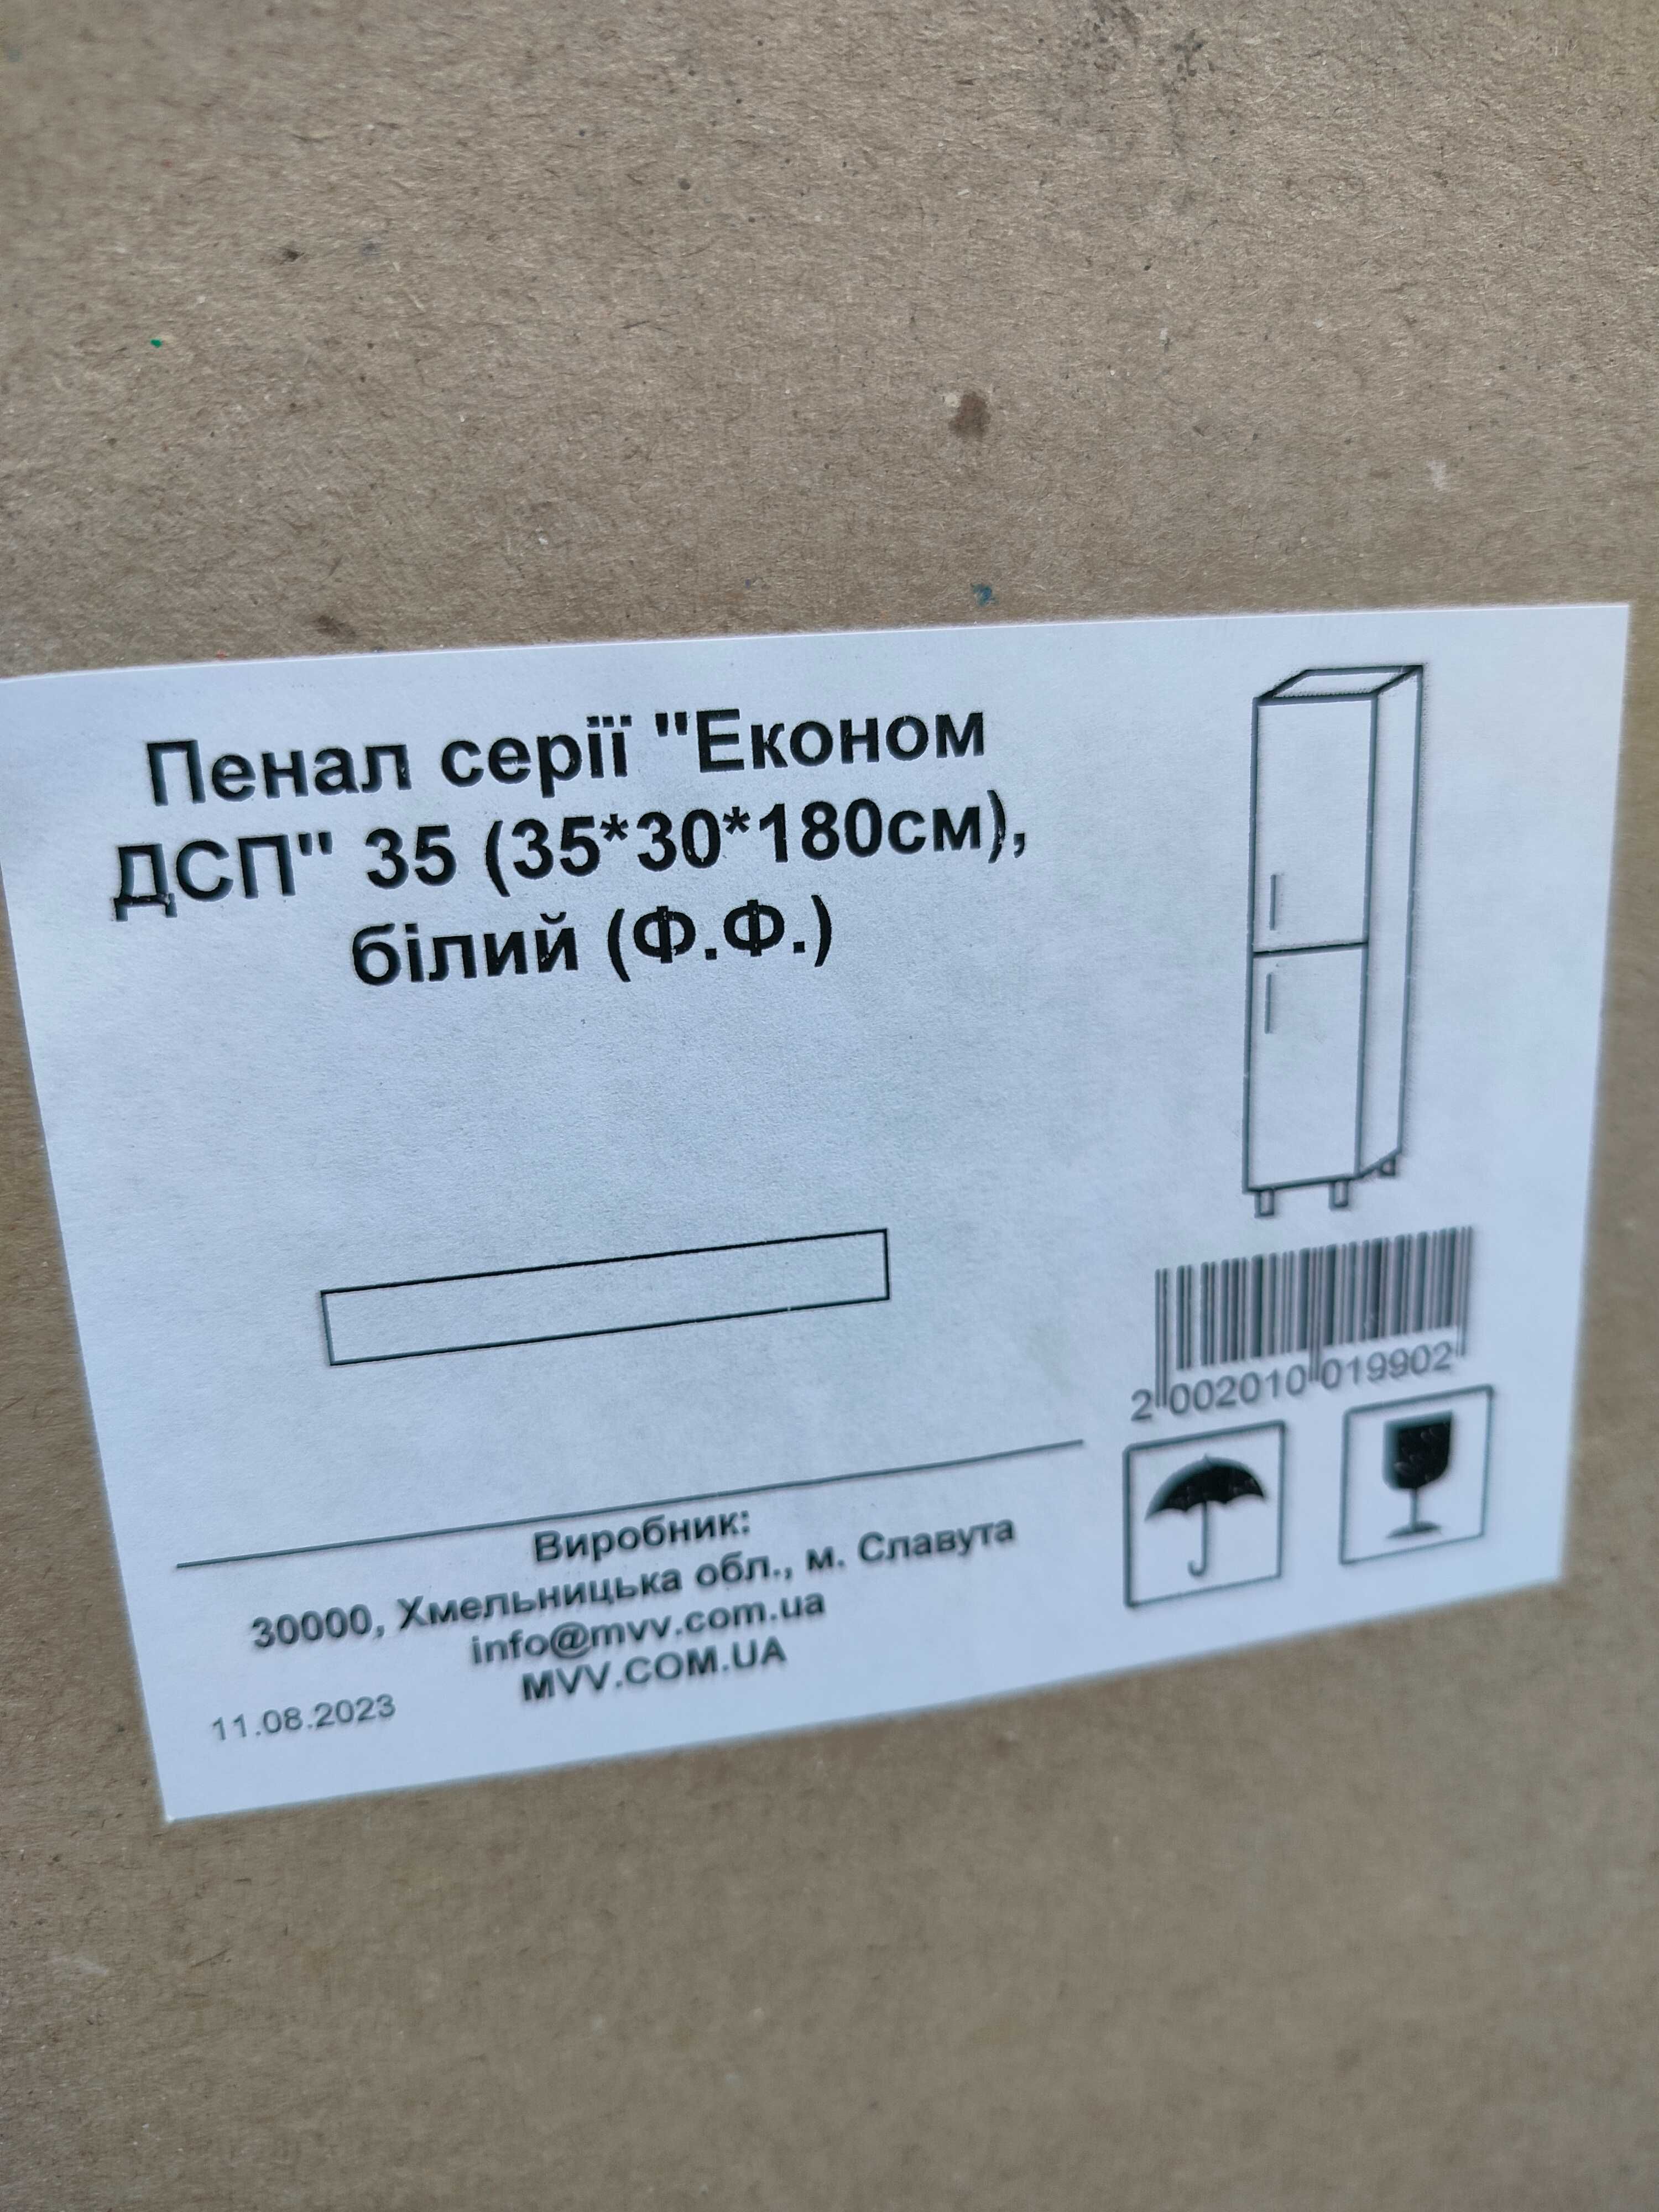 Пенал серії "Економ
ДСП" 35 (35*30*180см),
білий (Ф.Ф.)
2 002010 019902
Виробник:
30000, Хмельницька обл., м. Славута
info@mvv.com.ua
MVV.COM.UA
11.08.2023